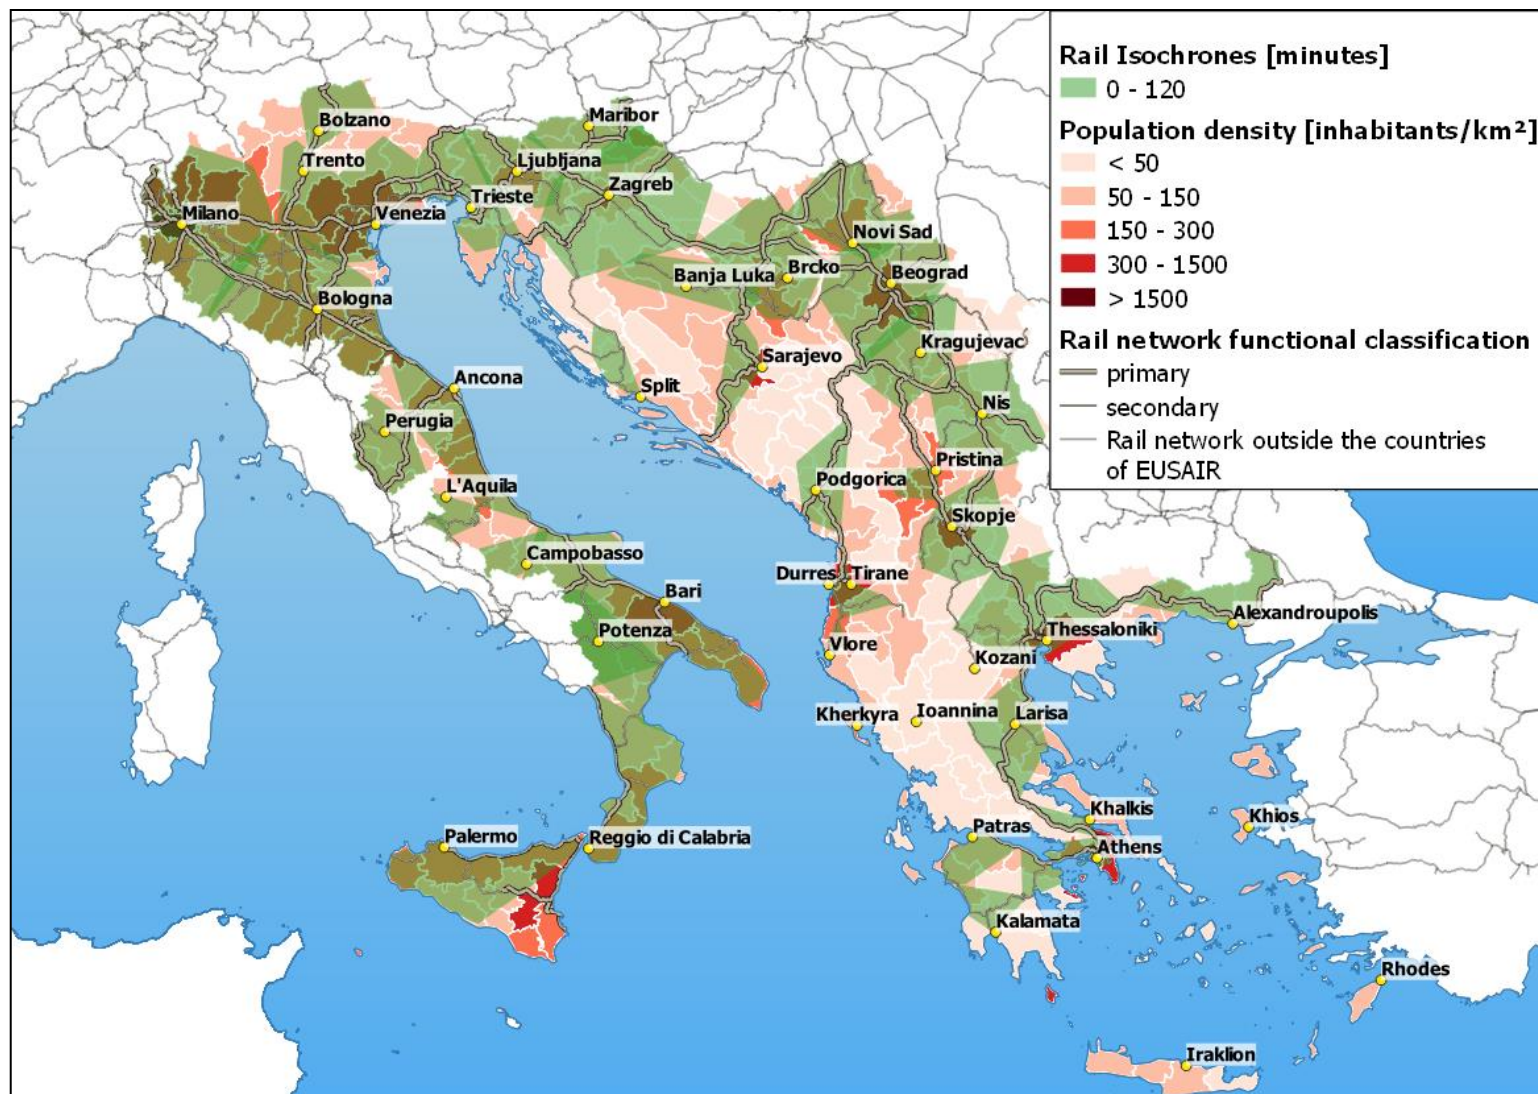 Rail Isochrones [minutes]
0 - 120
Population density [inhabitants/km²]
< 50
50 - 150
150 - 300
300 - 1500
> 1500
Rail network functional classification
primary
secondary
Rail network outside the countries
of EUSAIR
Maribor
Bolzano
Trento
Ljubljana
Zagreb
Trieste
Milano
Venezia
Novi Sad
Banja Luka
Brcko
Beograd
Bologna
Kragujevac
Sarajevo
Ancona
Split
Nis
Perugia
Pristina
L'Aquila
Podgorica
Skopje
Campobasso
Durres
Tirane
Bari
Alexandroupolis
Potenza
Thessaloniki
Vlore
Kozani
Kherkyra
Ioannina
Larisa
Khalkis
Khios
Palermo
Reggio di Calabria
Patras
Athens
Kalamata
Rhodes
Iraklion